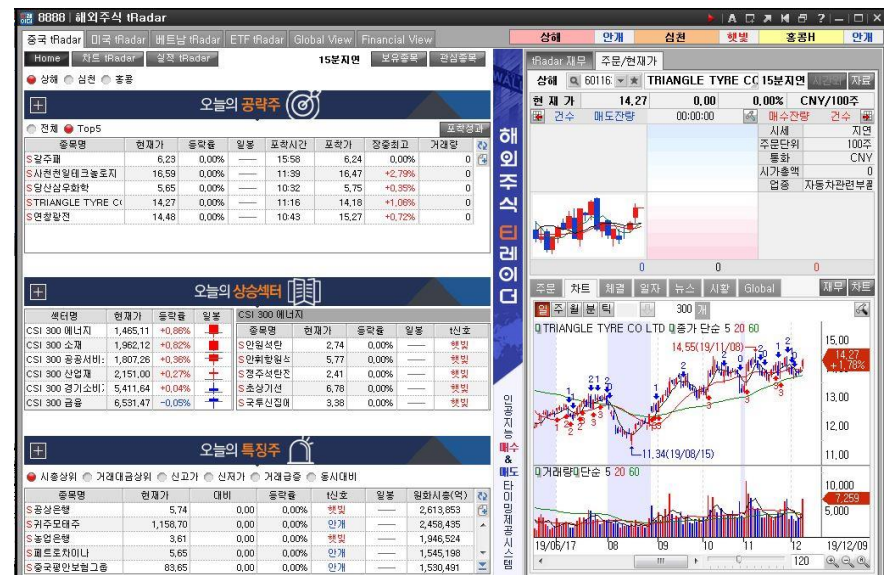 8888 해외주식 tRadar
중국 tRadar 미국 tRadar 베트남 tRadar ETF tRadar Global View Financial View
상해 안개 심천 햇빛 홍콩H 안개
Home 차트 tRadar 실적 tRadar 15분지연 보유종목 관심종목
상해 심천 홍콩
오늘의 공략주
전체 Top5 포착성과
종목명 현재가 등락률 일봉 포착시간 포착가 장중최고 거래량
S갈주패 6,23 0,00% 15:58 6,24 0,00% 0
S사천천일테크놀로지 16,59 0,00% 11:39 16,47 +2,79% 0
S당산삼우화학 5,65 0,00% 10:32 5,75 +0,35% 0
STRIANGLE TYRE C( 14,27 0,00% 11:16 14,18 +1,06% 0
S연창팡전 14,48 0,00% 10:43 15,27 +0,72% 0
오늘의 상승섹터
섹터명 현재가 등락률 일봉
CSI 300 에너지 1,465,11 +0,86%
CSI 300 소재 1,962,12 +0,82%
CSI 300 공공서비: 1,807,26 +0,38%
CSI 300 산업재 2,151,00 +0,27%
CSI 300 경기소비; 5,411,64 +0,04%
CSI 300 금융 6,531,47 -0,05%
CSI 300 에너지
종목명 현재가 등락률 일봉 t신호
S안원석탄 2,74 0,00% 햇빛
S안휘항원석 5,77 0,00% 햇빛
S정주석탄전 2,41 0,00% 햇빛
S초상기선 6,78 0,00% 햇빛
S국투신집에 3,38 0,00% 햇빛
오늘의 특징주
시총상위 거래대금상위 신고가 신저가 거래급증 동시대비
종목명 현재가 대비 등락률 t신호 일봉 원화시총(억)
S공상은행 5,74 0,00 0,00% 햇빛 2,613,853
S귀주모태주 1,158,70 0,00 0,00% 안개 2,458,435
S농업은행 3,61 0,00 0,00% 햇빛 1,946,524
S페트로차이나 5,65 0,00 0,00% 안개 1,545,198
S중국평안보험그룹 83,65 0,00 0,00% 안개 1,530,491
해외주식 티레이더
인공지능 매수 & 매도 타이밍제공시스템
tRadar 재무 주문/현재가
상해 60116: TRIANGLE TYRE CC 15분지연 시간외 자료
현 재 가 14,27 0,00 0,00% CNY/100주
건수 매도잔량 00:00:00 매수잔량 건수
시세 지연
주문단위 100주
통화 CNY
시가총액 0
업종 자동차관련부품
0 0 0
주문 차트 체결 일자 뉴스 시황 Global 재무 차트
일 주 월 분 틱 300 개
TRIANGLE TYRE CO LTD 종가 단순 5 20 60
14,55(19/11/08)
15,00
14,27
+1,78%
13,00
12,00
11,34(19/08/15)
11,00
거래량 단순 5 20 60
10,000
7,259
5,000
19/06/17 08 09 10 11 12 19/12/09
120